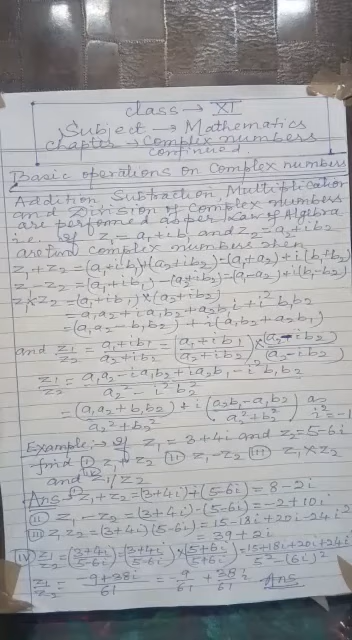 class → XI
Subject → Mathematics
chapter → Complex numbers
continued.
Basic operations on Complex numbers
Addition, Subtraction, Multiplication
and Division of Complex numbers
are performed as per Law of Algebra
i.e. if z₁ = a₁+ib₁ and z₂ = a₂+ib₂
are two complex numbers then
z₁+z₂ = (a₁+ib₁)+(a₂+ib₂) = (a₁+a₂)+i(b₁+b₂)
z₁−z₂ = (a₁+ib₁)−(a₂+ib₂) = (a₁−a₂)+i(b₁−b₂)
z₁×z₂ = (a₁+ib₁)×(a₂+ib₂)
= a₁a₂+ia₁b₂+a₂b₁i+i²b₁b₂
= (a₁a₂−b₁b₂)+i(a₁b₂+a₂b₁)
and z₁/z₂ = a₁+ib₁/a₂+ib₂ = (a₁+ib₁)/(a₂+ib₂) × (a₂−ib₂)/(a₂−ib₂)
z₁/z₂ = a₁a₂−ia₁b₂+ia₂b₁−i²b₁b₂/a₂²−i²b₂²
= (a₁a₂+b₁b₂)/a₂²+b₂² + i(a₂b₁−a₁b₂/a₂²+b₂²) as i²=−1
Example:→ If z₁ = 3+4i and z₂ = 5−6i
find (i) z₁+z₂ (ii) z₁−z₂ (iii) z₁×z₂
and z₁/z₂
Ans (i) z₁+z₂ = (3+4i)+(5−6i) = 8−2i
(ii) z₁−z₂ = (3+4i)−(5−6i) = −2+10i
(iii) z₁z₂ = (3+4i)(5−6i) = 15−18i+20i−24i²
= 39+2i
(iv) z₁/z₂ = (3+4i)/(5−6i) = (3+4i)/(5−6i) × (5+6i)/(5+6i) = 15+18i+20i+24i²/5²−(6i)²
z₁/z₂ = −9+38i/61 = −9/61 + 38/61 i Ans